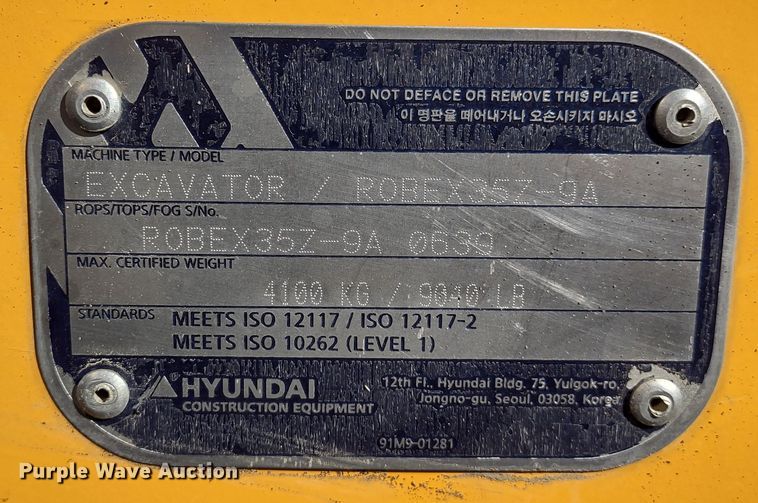 DO NOT DEFACE OR REMOVE THIS PLATE
이 명판을 떼어내거나 오손시키지 마시오
MACHINE TYPE / MODEL
EXCAVATOR / ROBEX35Z-9A
ROPS/TOPS/FOG S/No.
ROBEX35Z-9A 0639
MAX. CERTIFIED WEIGHT
4100 KG / 9040 LB
STANDARDS MEETS ISO 12117 / ISO 12117-2
MEETS ISO 10262 (LEVEL 1)
HYUNDAI
CONSTRUCTION EQUIPMENT
12th Fl., Hyundai Bldg. 75, Yulgok-ro,
Jongno-gu, Seoul, 03058, Korea
91M9-01281
Purple Wave Auction